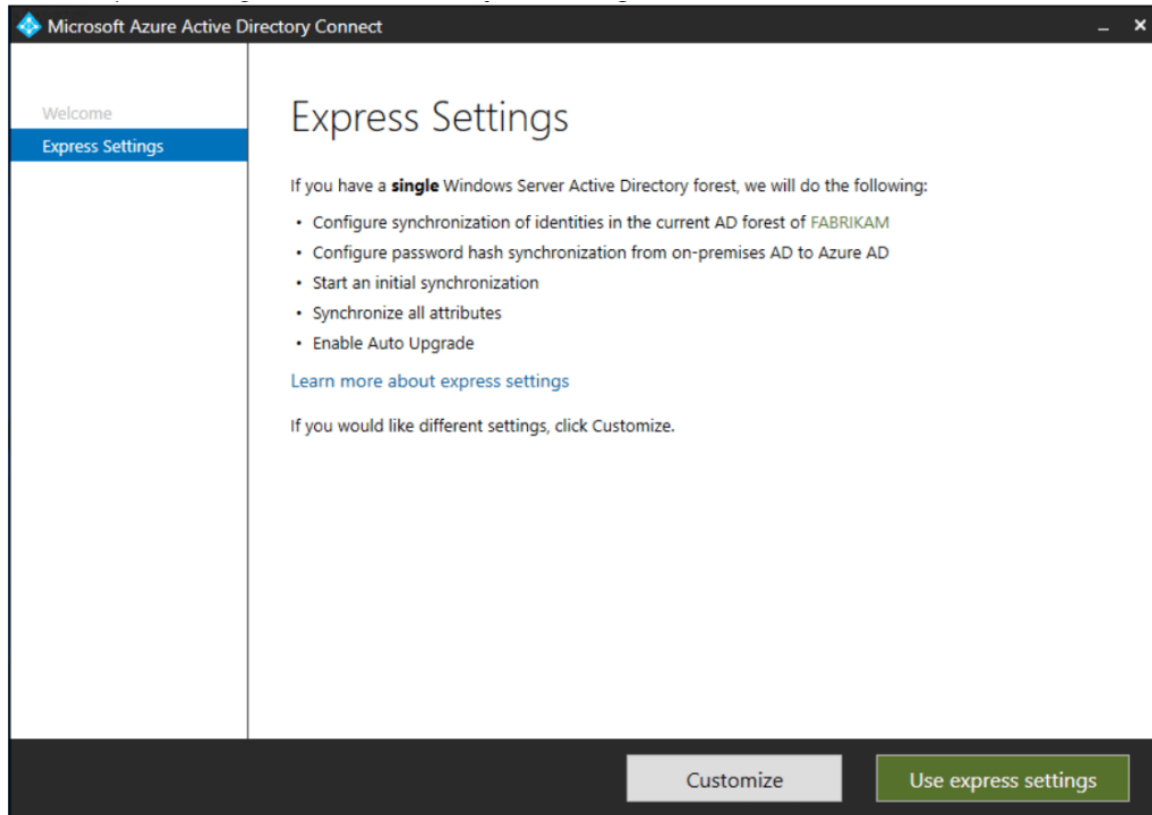 Microsoft Azure Active Directory Connect
Welcome
Express Settings
Express Settings
If you have a single Windows Server Active Directory forest, we will do the following:
• Configure synchronization of identities in the current AD forest of FABRIKAM
• Configure password hash synchronization from on-premises AD to Azure AD
• Start an initial synchronization
• Synchronize all attributes
• Enable Auto Upgrade
Learn more about express settings
If you would like different settings, click Customize.
Customize
Use express settings